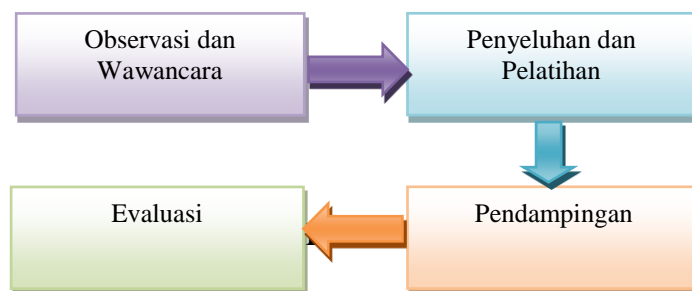 Observasi dan
Wawancara
Penyeluhan dan
Pelatihan
Pendampingan
Evaluasi